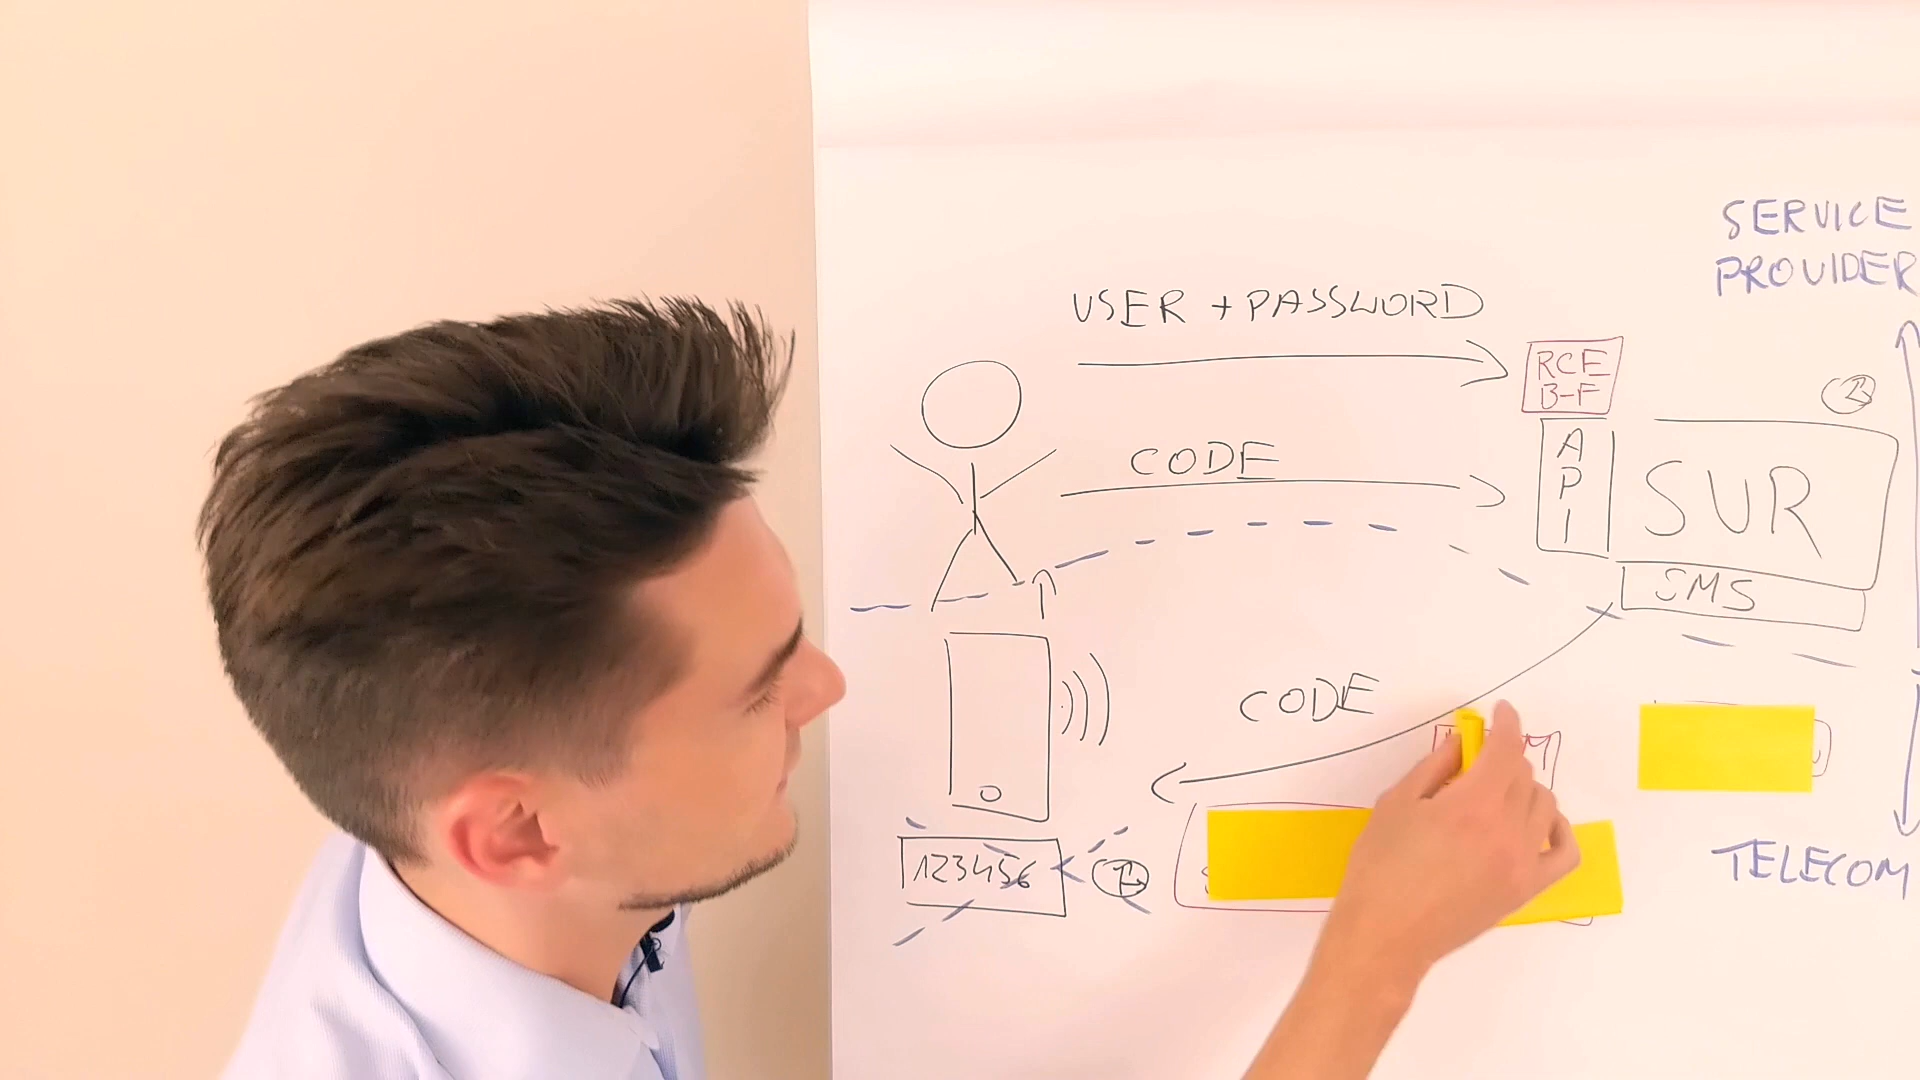 SERVICE
PROVIDER
USER + PASSWORD
RCE
B-F
CODE
A
P
I
SUR
SMS
CODE
123456
TELECOM